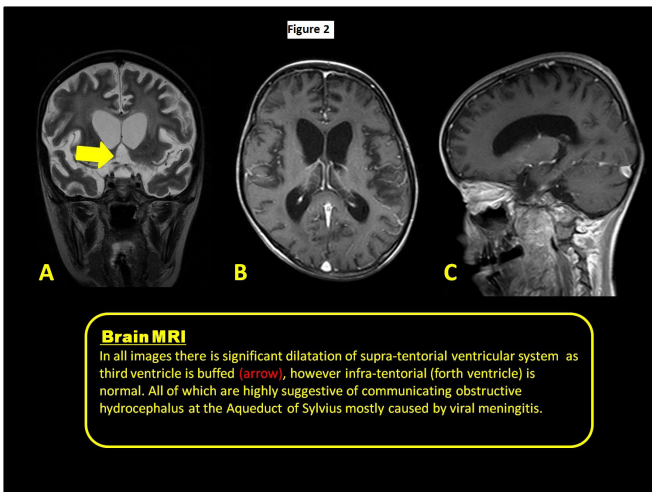 Figure 2
A
B
C
Brain MRI
In all images there is significant dilatation of supra-tentorial ventricular system as
third ventricle is buffed (arrow), however infra-tentorial (forth ventricle) is
normal. All of which are highly suggestive of communicating obstructive
hydrocephalus at the Aqueduct of Sylvius mostly caused by viral meningitis.